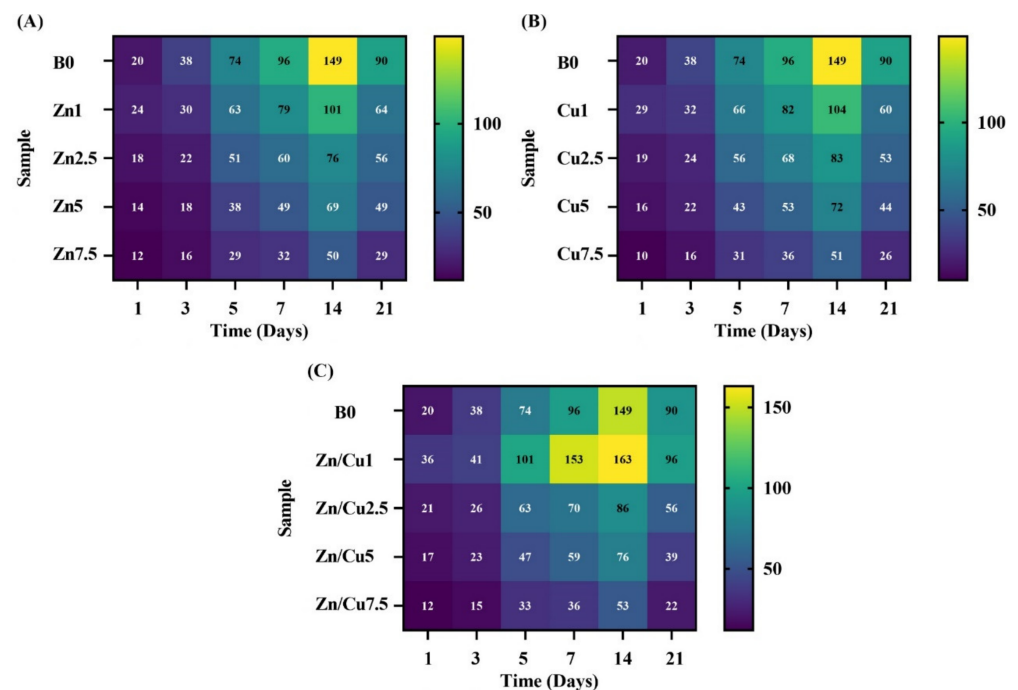 (A)
B0 20 38 74 96 149 90
Zn1 24 30 63 79 101 64
Zn2.5 18 22 51 60 76 56
Zn5 14 18 38 49 69 49
Zn7.5 12 16 29 32 50 29
1 3 5 7 14 21
Time (Days)
Sample
100
50
(B)
B0 20 38 74 96 149 90
Cu1 29 32 66 82 104 60
Cu2.5 19 24 56 68 83 53
Cu5 16 22 43 53 72 44
Cu7.5 10 16 31 36 51 26
1 3 5 7 14 21
Time (Days)
Sample
100
50
(C)
B0 20 38 74 96 149 90
Zn/Cu1 36 41 101 153 163 96
Zn/Cu2.5 21 26 63 70 86 56
Zn/Cu5 17 23 47 59 76 39
Zn/Cu7.5 12 15 33 36 53 22
1 3 5 7 14 21
Time (Days)
Sample
150
100
50